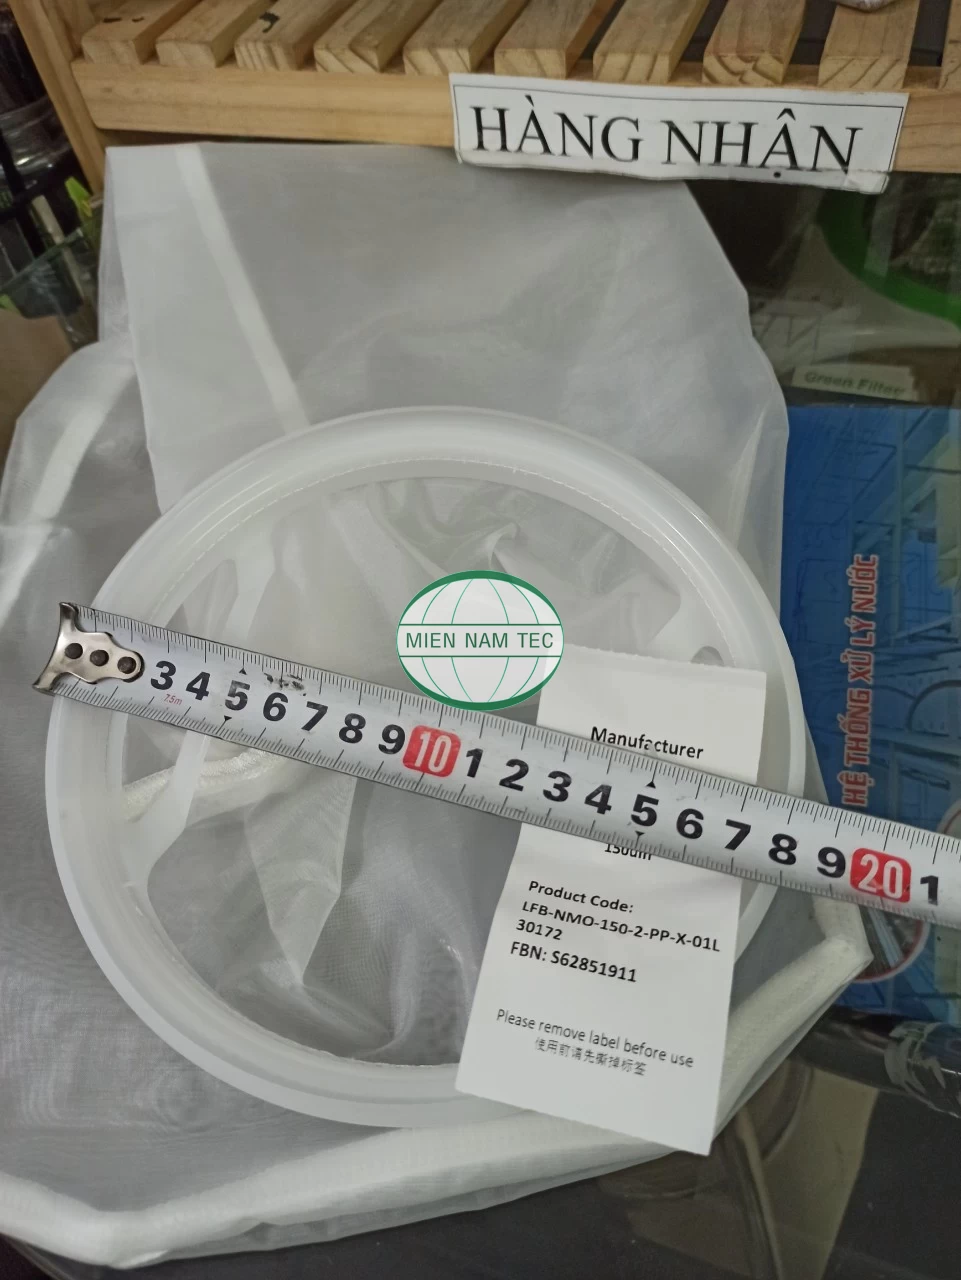 HÀNG NHẬN
Green Filter
HỆ THỐNG XỬ LÝ NƯỚC
MIEN NAM TEC
3 4 5 6 7 8 9 10 1 2 3 4 5 6 7 8 9 20 1
7.5m
Manufacturer
150um
Product Code:
LFB-NMO-150-2-PP-X-01L
30172
FBN: S62851911
Please remove label before use
使用前请先撕掉标签